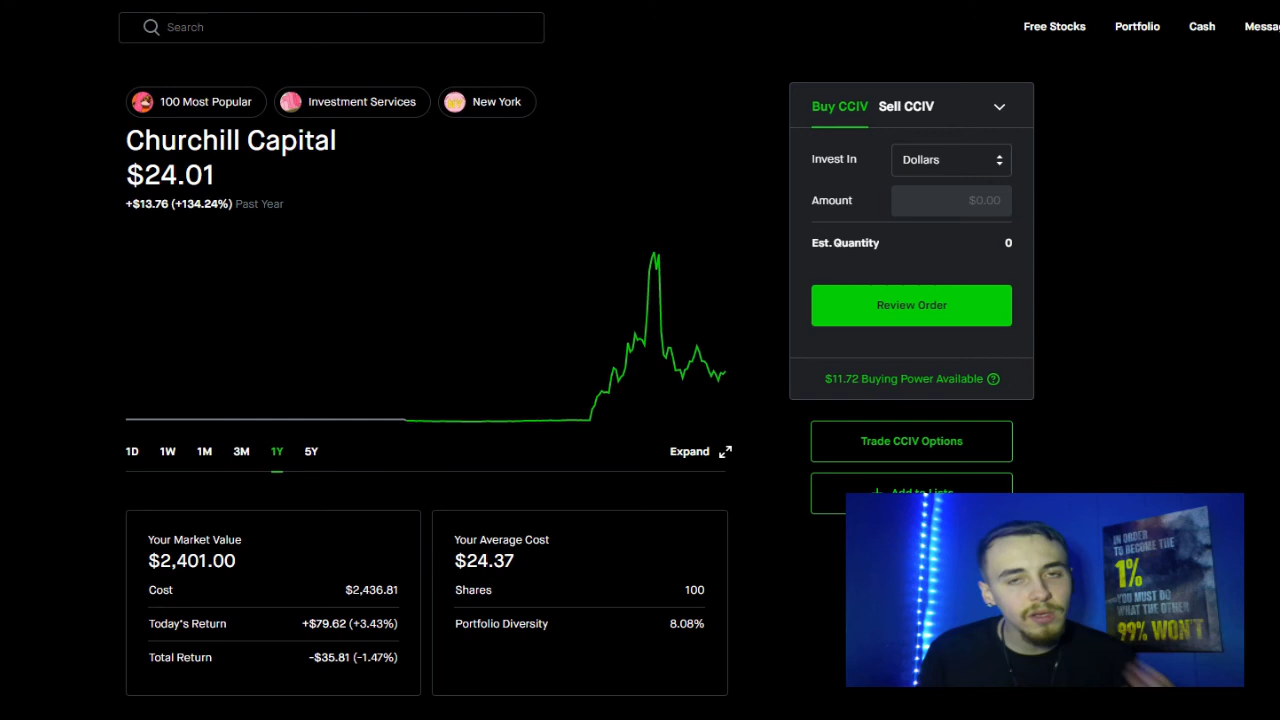 Search
Free Stocks
Portfolio
Cash
Messa
100 Most Popular
Investment Services
New York
Churchill Capital
$24.01
+$13.76 (+134.24%) Past Year
1D 1W 1M 3M 1Y 5Y
Expand
Your Market Value
$2,401.00
Cost $2,436.81
Today's Return +$79.62 (+3.43%)
Total Return -$35.81 (-1.47%)
Your Average Cost
$24.37
Shares 100
Portfolio Diversity 8.08%
Buy CCIV Sell CCIV
Invest In Dollars
Amount $0.00
Est. Quantity 0
Review Order
$11.72 Buying Power Available ?
Trade CCIV Options
+ Add to Lists
IN ORDER
TO BECOME THE
1%
YOU MUST DO
WHAT THE OTHER
99% WON'T